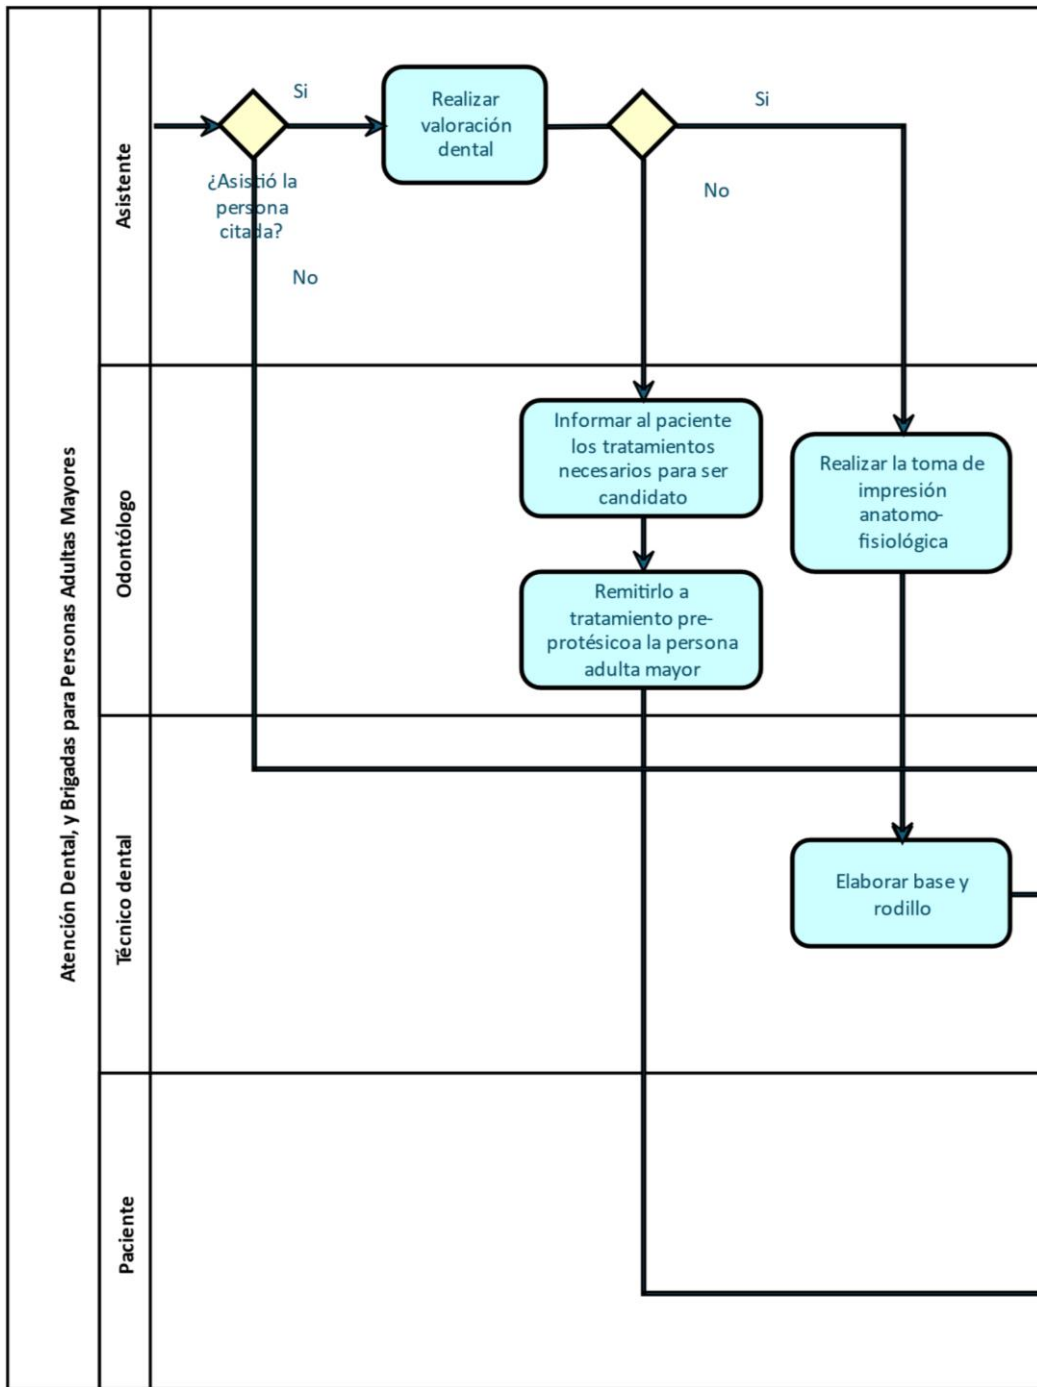 Atención Dental, y Brigadas para Personas Adultas Mayores
Asistente
Si
Realizar
valoración
dental
Si
¿Asistió la
persona
citada?
No
No
Odontólogo
Informar al paciente
los tratamientos
necesarios para ser
candidato
Realizar la toma de
impresión
anatomo-
fisiológica
Remitirlo a
tratamiento pre-
protésicoa la persona
adulta mayor
Técnico dental
Elaborar base y
rodillo
Paciente